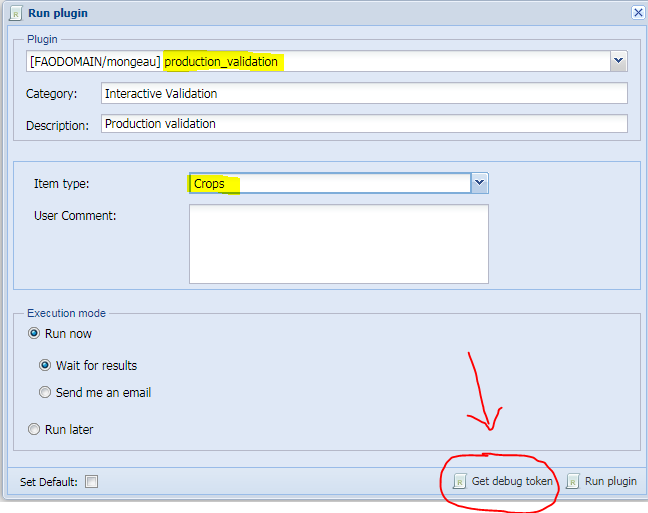 Run plugin
Plugin
[FAODOMAIN/mongeau] production_validation
Category: Interactive Validation
Description: Production validation
Item type: Crops
User Comment:
Execution mode
Run now
Wait for results
Send me an email
Run later
Set Default: Get debug token Run plugin